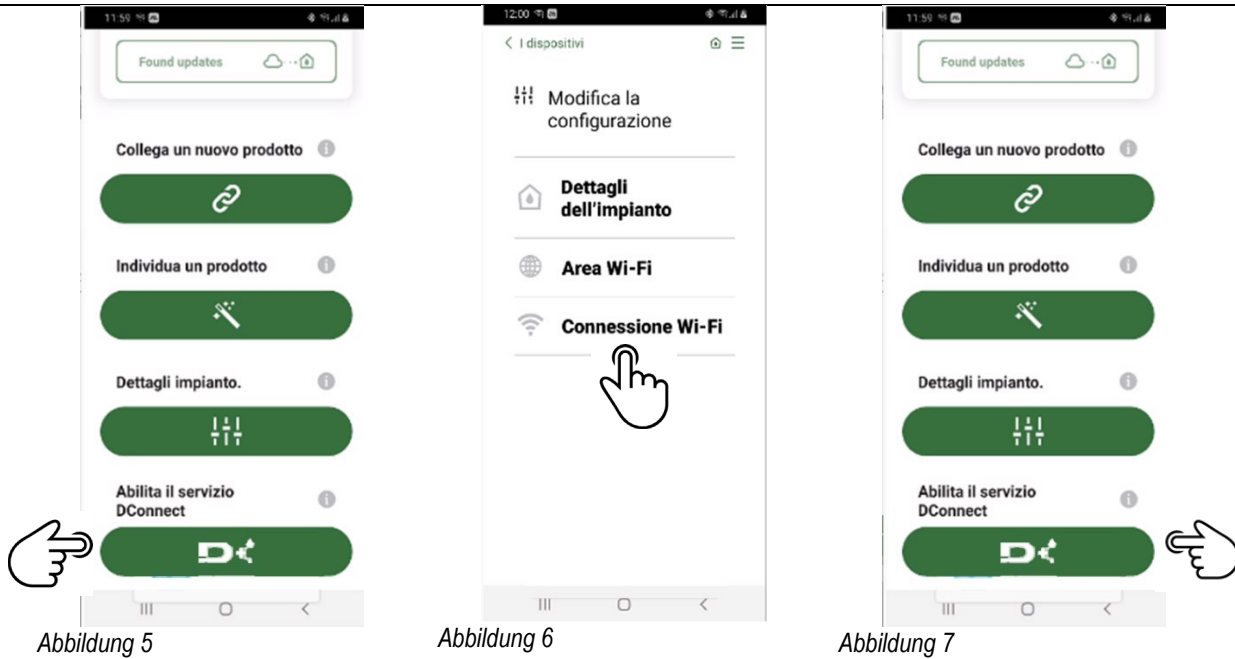 11:59
Found updates
Collega un nuovo prodotto
Individua un prodotto
Dettagli impianto.
Abilita il servizio
DConnect
Abbildung 5
12:00
I dispositivi
Modifica la
configurazione
Dettagli
dell'impianto
Area Wi-Fi
Connessione Wi-Fi
Abbildung 6
11:59
Found updates
Collega un nuovo prodotto
Individua un prodotto
Dettagli impianto.
Abilita il servizio
DConnect
Abbildung 7